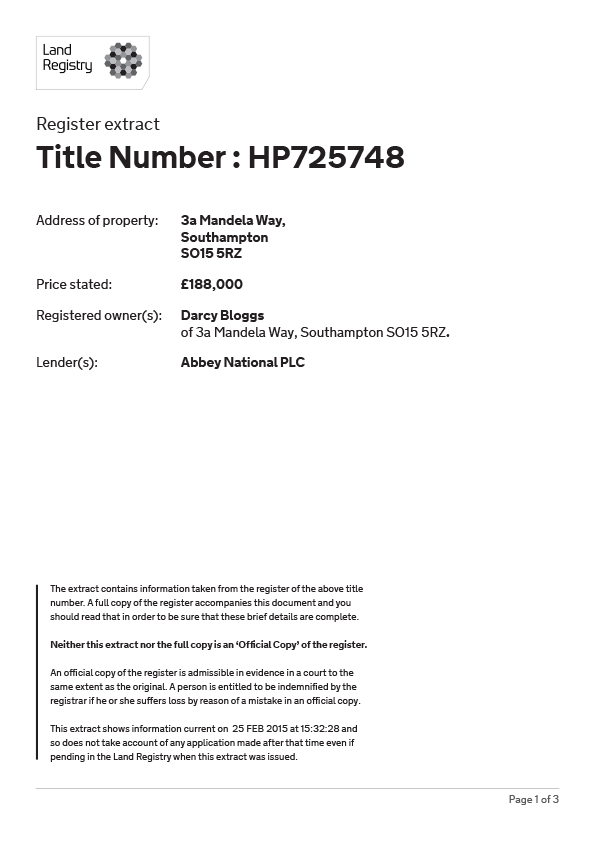 Land
Registry
Register extract
Title Number : HP725748
Address of property: 3a Mandela Way,
Southampton
SO15 5RZ
Price stated: £188,000
Registered owner(s): Darcy Bloggs
of 3a Mandela Way, Southampton SO15 5RZ.
Lender(s): Abbey National PLC
The extract contains information taken from the register of the above title
number. A full copy of the register accompanies this document and you
should read that in order to be sure that these brief details are complete.
Neither this extract nor the full copy is an ‘Official Copy’ of the register.
An official copy of the register is admissible in evidence in a court to the
same extent as the original. A person is entitled to be indemnified by the
registrar if he or she suffers loss by reason of a mistake in an official copy.
This extract shows information current on 25 FEB 2015 at 15:32:28 and
so does not take account of any application made after that time even if
pending in the Land Registry when this extract was issued.
Page 1 of 3